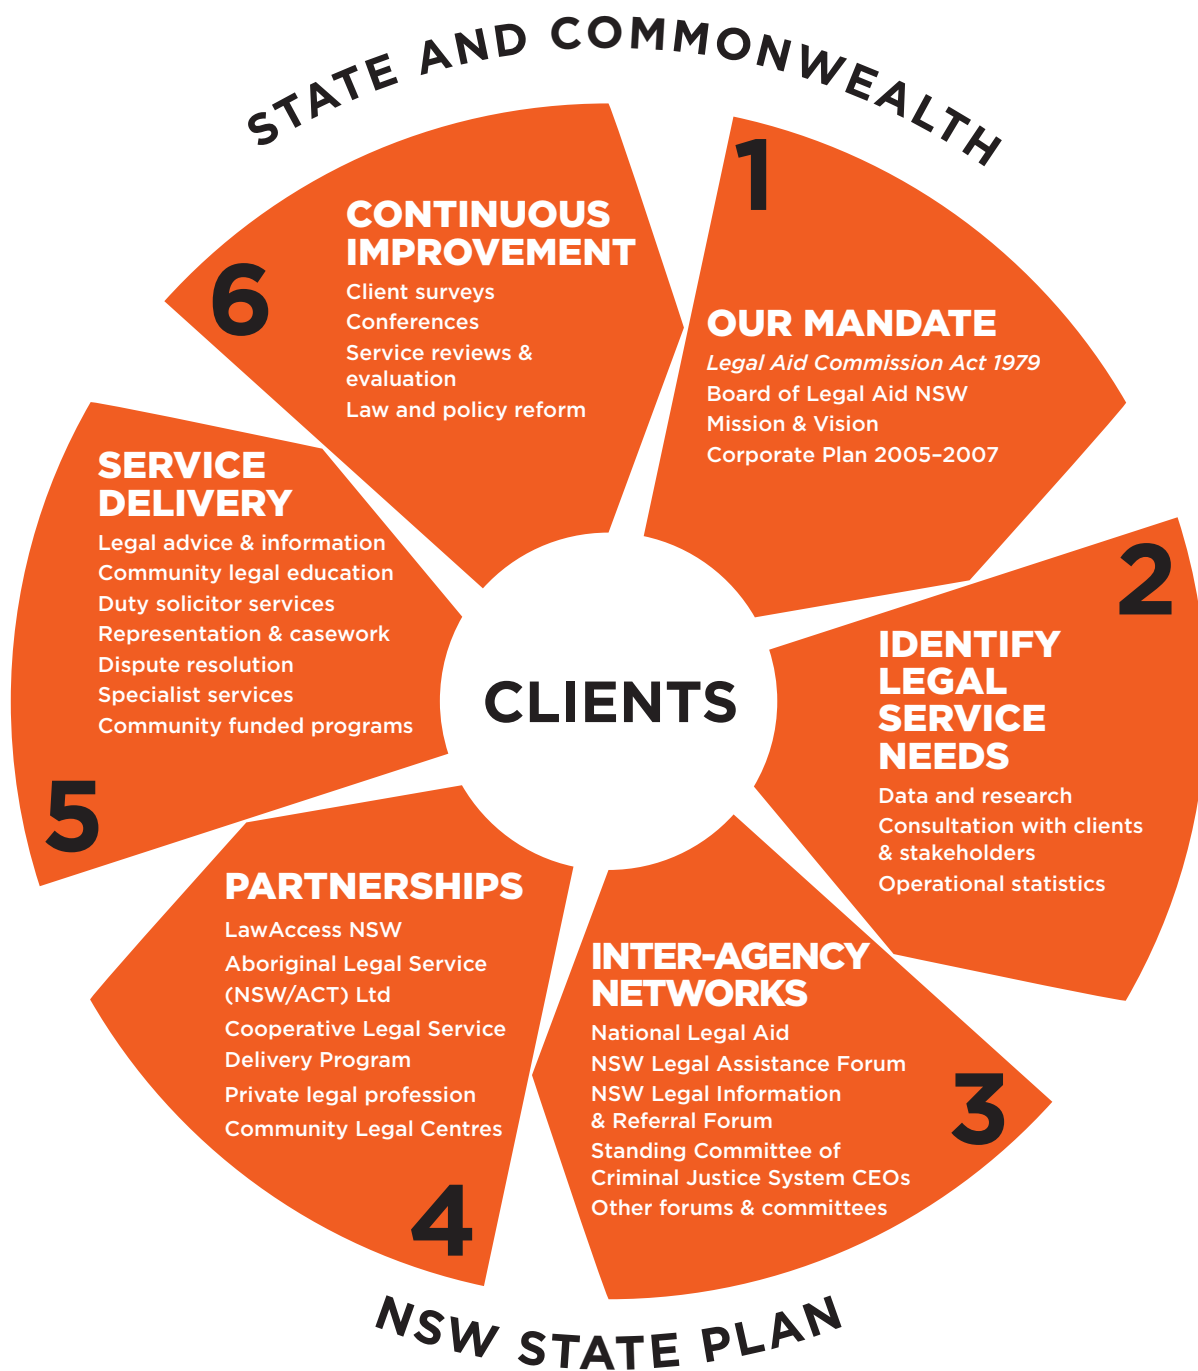 STATE AND COMMONWEALTH
1
OUR MANDATE
Legal Aid Commission Act 1979
Board of Legal Aid NSW
Mission & Vision
Corporate Plan 2005–2007
2
IDENTIFY
LEGAL
SERVICE
NEEDS
Data and research
Consultation with clients
& stakeholders
Operational statistics
3
INTER-AGENCY
NETWORKS
National Legal Aid
NSW Legal Assistance Forum
NSW Legal Information
& Referral Forum
Standing Committee of
Criminal Justice System CEOs
Other forums & committees
4
PARTNERSHIPS
LawAccess NSW
Aboriginal Legal Service
(NSW/ACT) Ltd
Cooperative Legal Service
Delivery Program
Private legal profession
Community Legal Centres
5
SERVICE
DELIVERY
Legal advice & information
Community legal education
Duty solicitor services
Representation & casework
Dispute resolution
Specialist services
Community funded programs
6
CONTINUOUS
IMPROVEMENT
Client surveys
Conferences
Service reviews &
evaluation
Law and policy reform
CLIENTS
NSW STATE PLAN